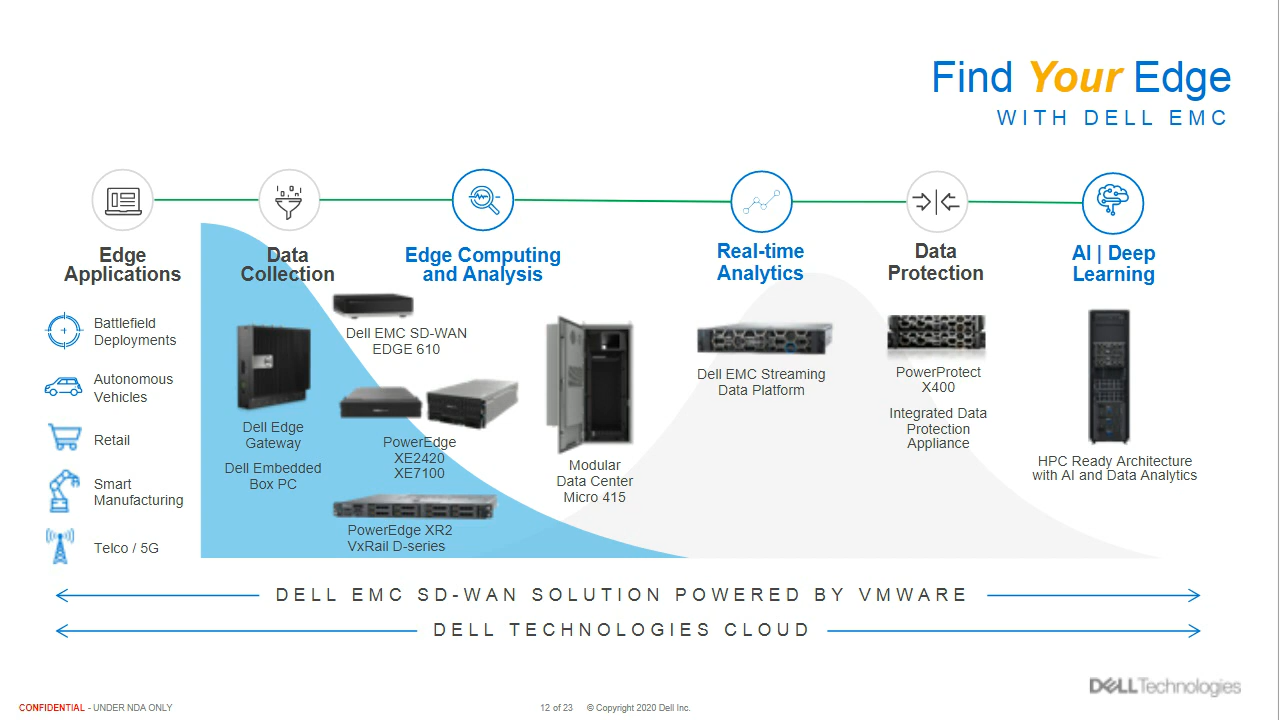 Find Your Edge
WITH DELL EMC
Edge
Applications
Data
Collection
Edge Computing
and Analysis
Real-time
Analytics
Data
Protection
AI | Deep
Learning
Battlefield
Deployments
Autonomous
Vehicles
Retail
Smart
Manufacturing
Telco / 5G
Dell Edge
Gateway
Dell Embedded
Box PC
Dell EMC SD-WAN
EDGE 610
PowerEdge
XE2420
XE7100
PowerEdge XR2
VxRail D-series
Modular
Data Center
Micro 415
Dell EMC Streaming
Data Platform
PowerProtect
X400
Integrated Data
Protection
Appliance
HPC Ready Architecture
with AI and Data Analytics
DELL EMC SD-WAN SOLUTION POWERED BY VMWARE
DELL TECHNOLOGIES CLOUD
DELL Technologies
CONFIDENTIAL - UNDER NDA ONLY
12 of 23
© Copyright 2020 Dell Inc.